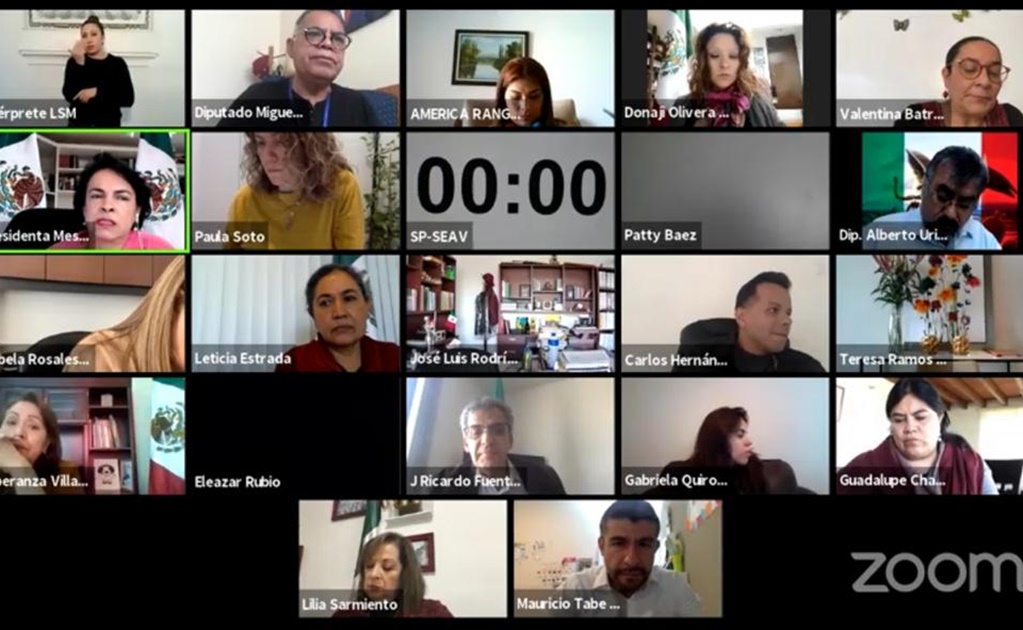 érprete LSM
Diputado Migue...
AMERICA RANG...
Donaji Olivera ...
Valentina Batr...
esidenta Mes...
Paula Soto
00:00
SP-SEAV
Patty Baez
Dip. Alberto Uri...
bela Rosales...
Leticia Estrada
José Luis Rodrí...
Carlos Hernán...
Teresa Ramos ...
peranza Villa...
Eleazar Rubio
J Ricardo Fuent...
Gabriela Quiro...
Guadalupe Cha...
Lilia Sarmiento
Mauricio Tabe ...
zoom